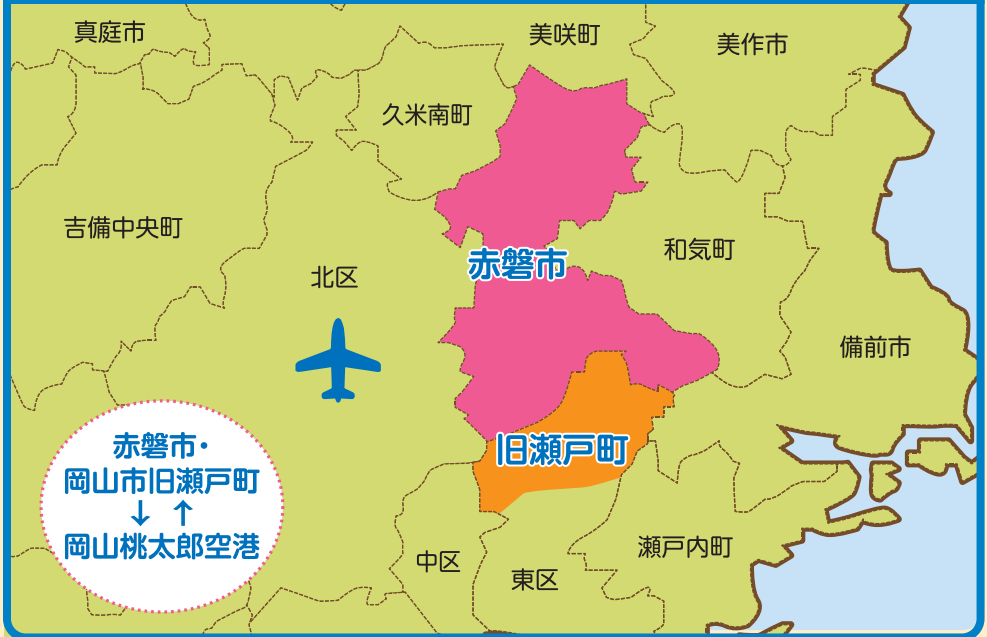 真庭市
美咲町
美作市
久米南町
吉備中央町
和気町
赤磐市
北区
備前市
赤磐市・
岡山市旧瀬戸町
↓ ↑
岡山桃太郎空港
旧瀬戸町
中区
東区
瀬戸内町